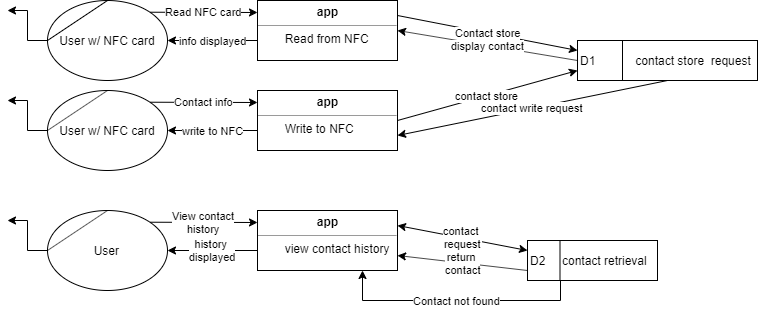 Read NFC card
app
User w/ NFC card
info displayed
Read from NFC
Contact store
display contact
D1
contact store  request
Contact info
app
contact store
contact write request
User w/ NFC card
write to NFC
Write to NFC
View contact
history
app
contact
request
User
history
displayed
view contact history
return
contact
D2
contact retrieval
Contact not found